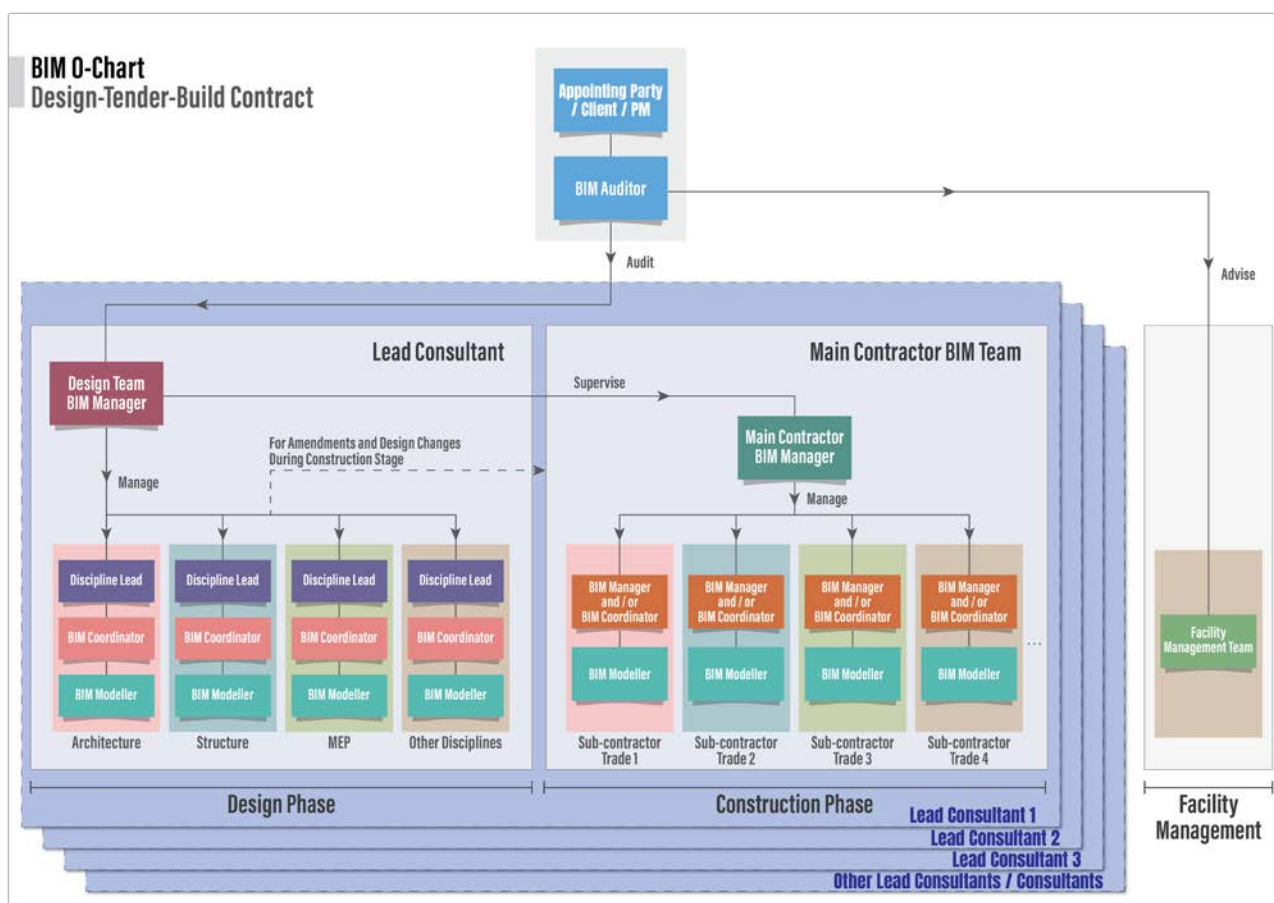 BIM O-Chart
Design-Tender-Build Contract
Appointing Party
/ Client / PM
BIM Auditor
Audit
Advise
Lead Consultant
Main Contractor BIM Team
Design Team
BIM Manager
Supervise
Main Contractor
BIM Manager
For Amendments and Design Changes
During Construction Stage
Manage
Manage
Discipline Lead
BIM Coordinator
BIM Modeller
Architecture
Discipline Lead
BIM Coordinator
BIM Modeller
Structure
Discipline Lead
BIM Coordinator
BIM Modeller
MEP
Discipline Lead
BIM Coordinator
BIM Modeller
Other Disciplines
BIM Manager
and / or
BIM Coordinator
BIM Modeller
Sub-contractor
Trade 1
BIM Manager
and / or
BIM Coordinator
BIM Modeller
Sub-contractor
Trade 2
BIM Manager
and / or
BIM Coordinator
BIM Modeller
Sub-contractor
Trade 3
BIM Manager
and / or
BIM Coordinator
BIM Modeller
Sub-contractor
Trade 4
...
Facility
Management Team
Design Phase
Construction Phase
Facility
Management
Lead Consultant 1
Lead Consultant 2
Lead Consultant 3
Other Lead Consultants / Consultants